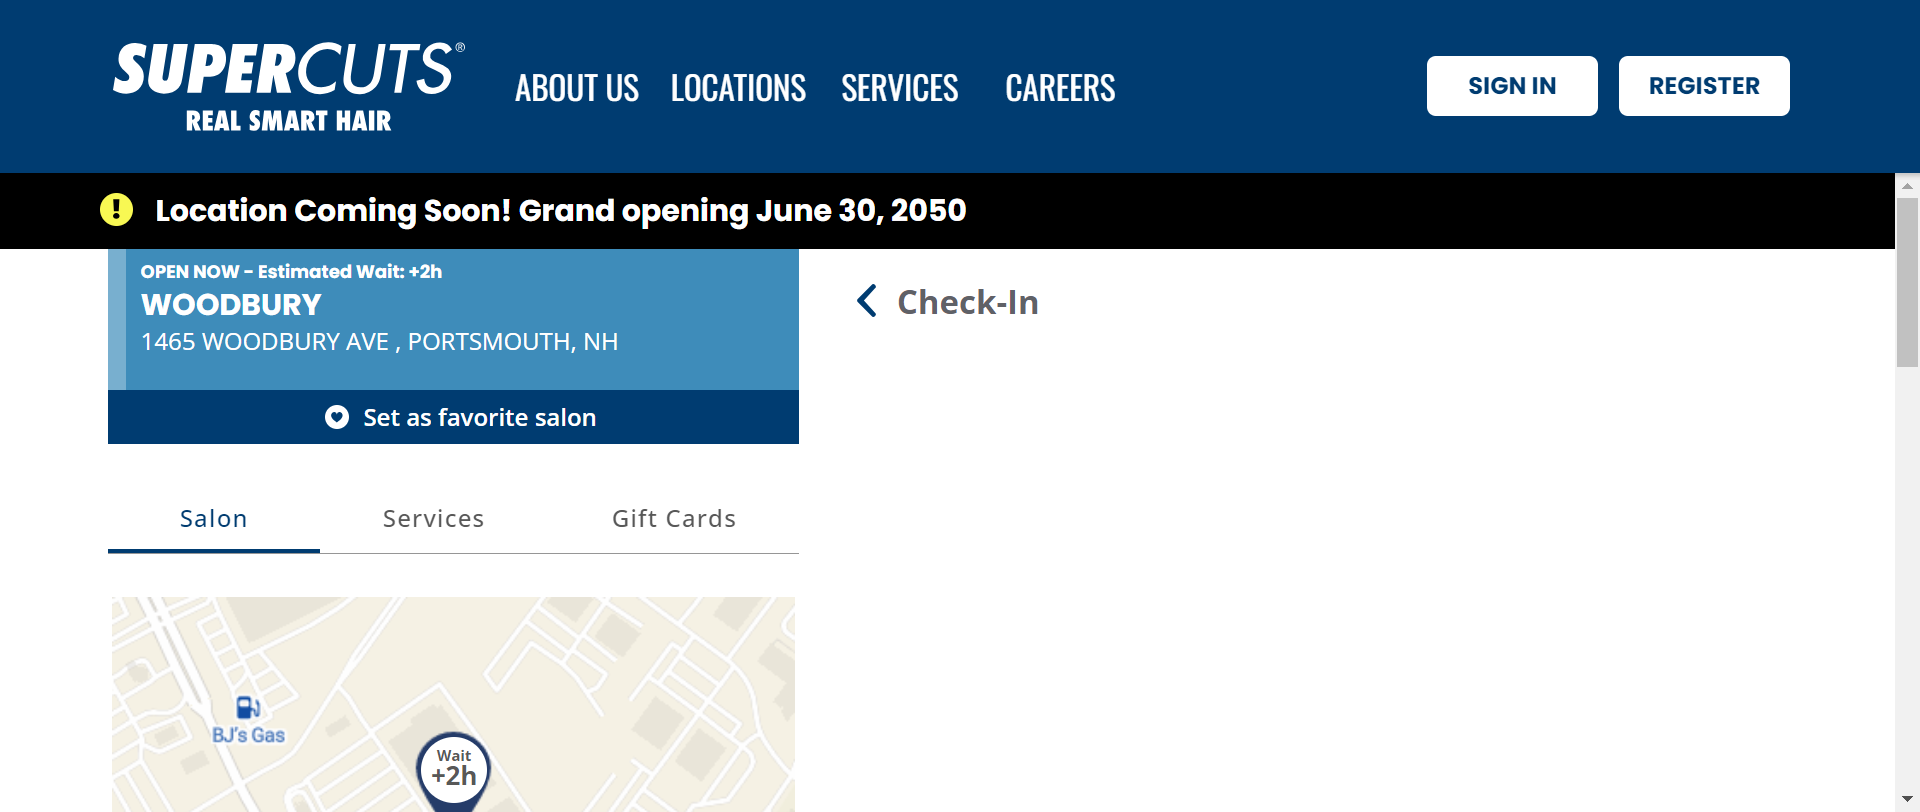 SUPERCUTS®
REAL SMART HAIR
ABOUT US LOCATIONS SERVICES CAREERS
SIGN IN REGISTER
Location Coming Soon! Grand opening June 30, 2050
OPEN NOW - Estimated Wait: +2h
WOODBURY
1465 WOODBURY AVE , PORTSMOUTH, NH
Set as favorite salon
Check-In
Salon Services Gift Cards
BJ's Gas
Wait
+2h